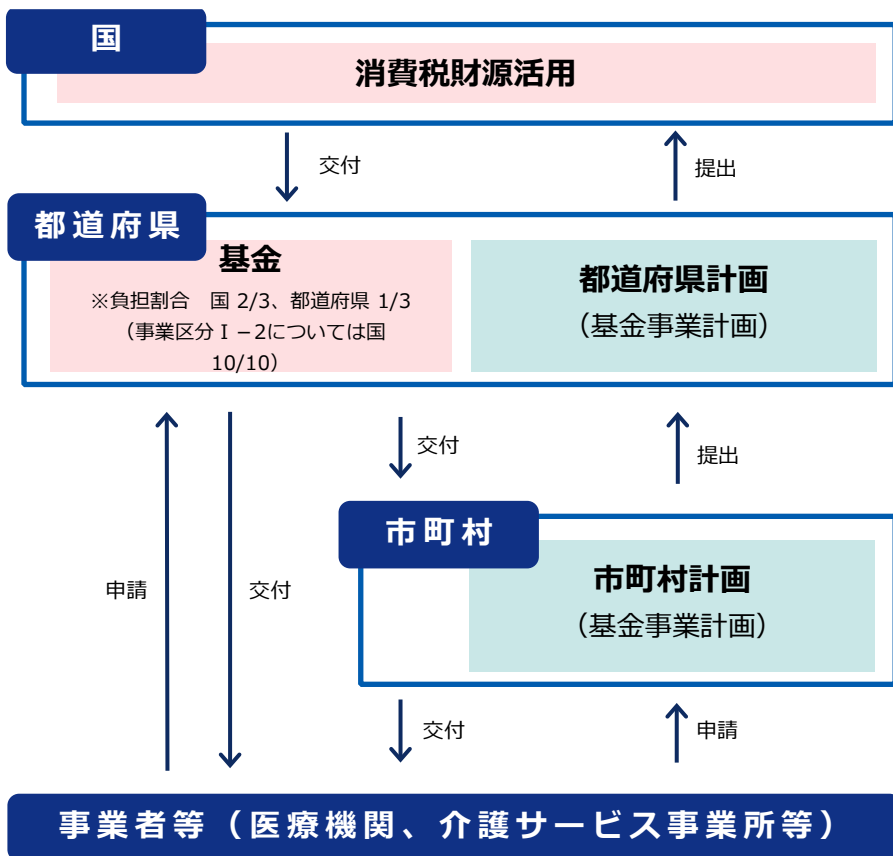 国
消費税財源活用
交付
提出
都道府県
基金
※負担割合　国 2/3、都道府県 1/3
（事業区分Ⅰ－2については国
10/10）
都道府県計画
（基金事業計画）
交付
提出
市町村
市町村計画
（基金事業計画）
申請
交付
交付
申請
事業者等（医療機関、介護サービス事業所等）